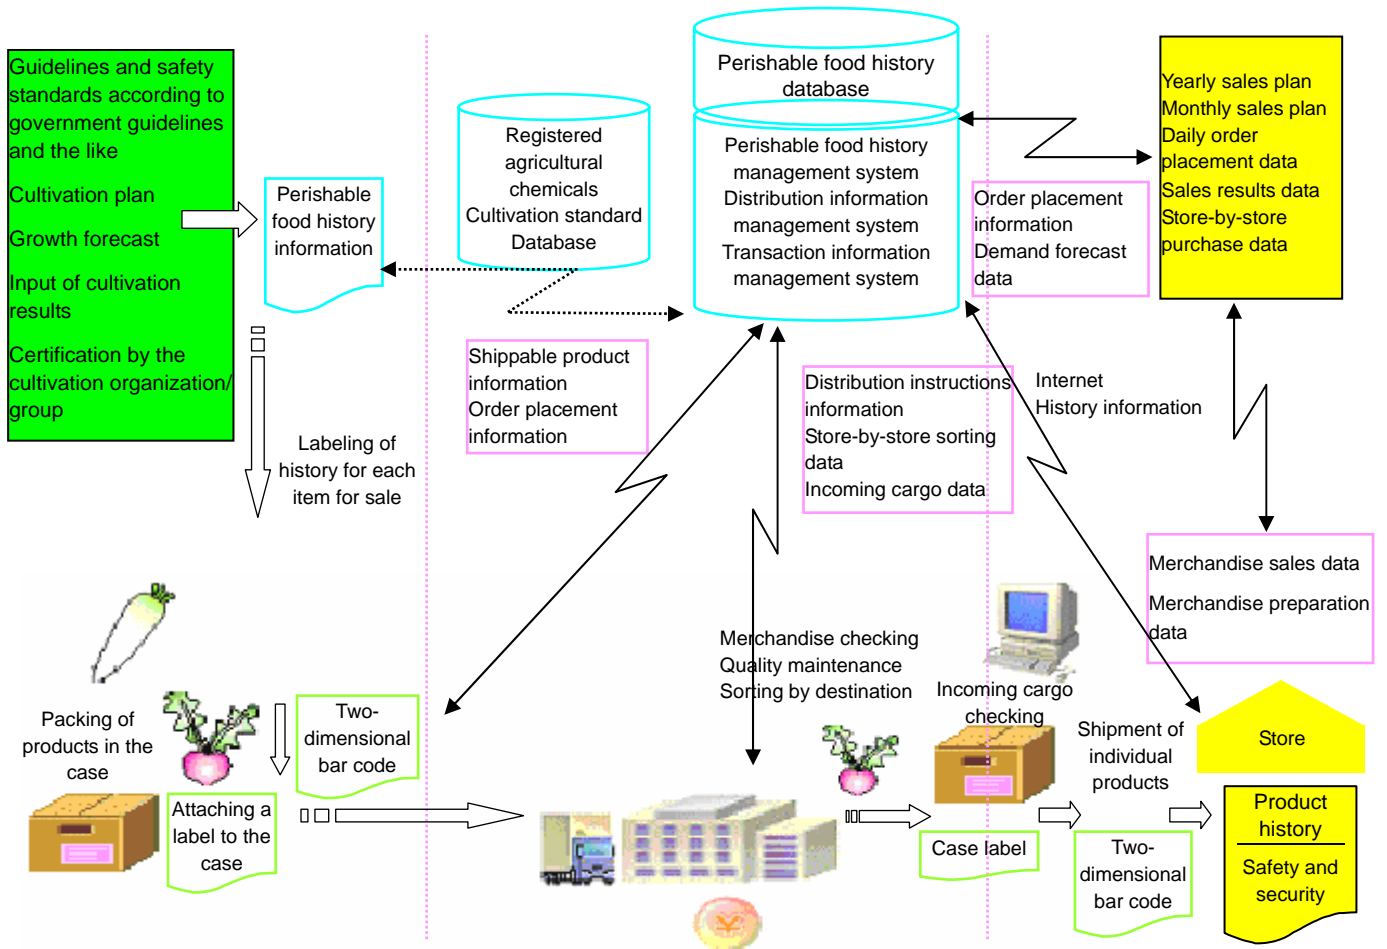 Guidelines and safety
standards according to
government guidelines
and the like
Cultivation plan
Growth forecast
Input of cultivation
results
Certification by the
cultivation organization/
group
Perishable
food history
information
Registered
agricultural
chemicals
Cultivation standard
Database
Perishable food history
database
Perishable food history
management system
Distribution information
management system
Transaction information
management system
Order placement
information
Demand forecast
data
Yearly sales plan
Monthly sales plan
Daily order
placement data
Sales results data
Store-by-store
purchase data
Shippable product
information
Order placement
information
Distribution instructions
information
Store-by-store sorting
data
Incoming cargo data
Internet
History information
Labeling of
history for each
item for sale
Merchandise sales data
Merchandise preparation
data
Merchandise checking
Quality maintenance
Sorting by destination
Incoming cargo
checking
Packing of
products in the
case
Two-
dimensional
bar code
Attaching a
label to the
case
Shipment of
individual
products
Store
Case label
Two-
dimensional
bar code
Product
history
Safety and
security
¥